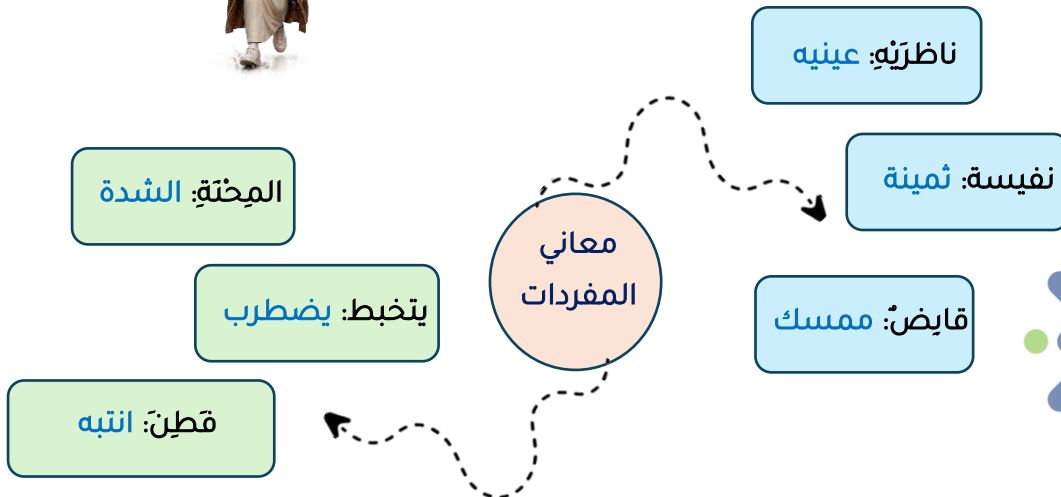 ناظرَيْهِ: عينيه
نفيسة: ثمينة
قابِضٌ: ممسك
معاني
المفردات
المِحْنَةِ: الشدة
يتخبط: يضطرب
فَطِنَ: انتبه